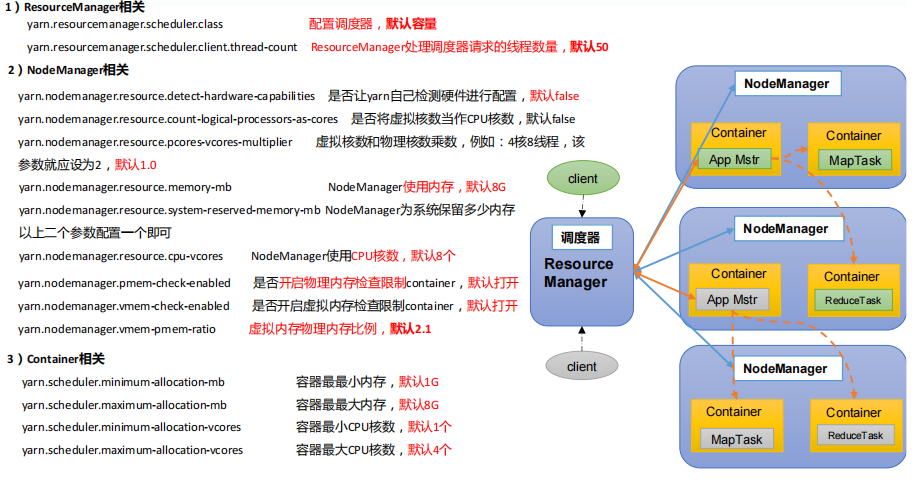 1）ResourceManager相关
yarn.resourcemanager.scheduler.class 配置调度器，默认容量
yarn.resourcemanager.scheduler.client.thread-count ResourceManager处理调度器请求的线程数量，默认50
2）NodeManager相关
yarn.nodemanager.resource.detect-hardware-capabilities 是否让yarn自己检测硬件进行配置，默认false
yarn.nodemanager.resource.count-logical-processors-as-cores 是否将虚拟核数当作CPU核数，默认false
yarn.nodemanager.resource.pcores-vcores-multiplier 虚拟核数和物理核数乘数，例如：4核8线程，该
参数就应设为2，默认1.0
yarn.nodemanager.resource.memory-mb NodeManager使用内存，默认8G
yarn.nodemanager.resource.system-reserved-memory-mb NodeManager为系统保留多少内存
以上二个参数配置一个即可
yarn.nodemanager.resource.cpu-vcores NodeManager使用CPU核数，默认8个
yarn.nodemanager.pmem-check-enabled 是否开启物理内存检查限制container，默认打开
yarn.nodemanager.vmem-check-enabled 是否开启虚拟内存检查限制container，默认打开
yarn.nodemanager.vmem-pmem-ratio 虚拟内存物理内存比例，默认2.1
3）Container相关
yarn.scheduler.minimum-allocation-mb 容器最最小内存，默认1G
yarn.scheduler.maximum-allocation-mb 容器最最大内存，默认8G
yarn.scheduler.minimum-allocation-vcores 容器最小CPU核数，默认1个
yarn.scheduler.maximum-allocation-vcores 容器最大CPU核数，默认4个
client
调度器
Resource
Manager
client
NodeManager
Container
App Mstr
Container
MapTask
NodeManager
Container
App Mstr
Container
ReduceTask
NodeManager
Container
MapTask
Container
ReduceTask